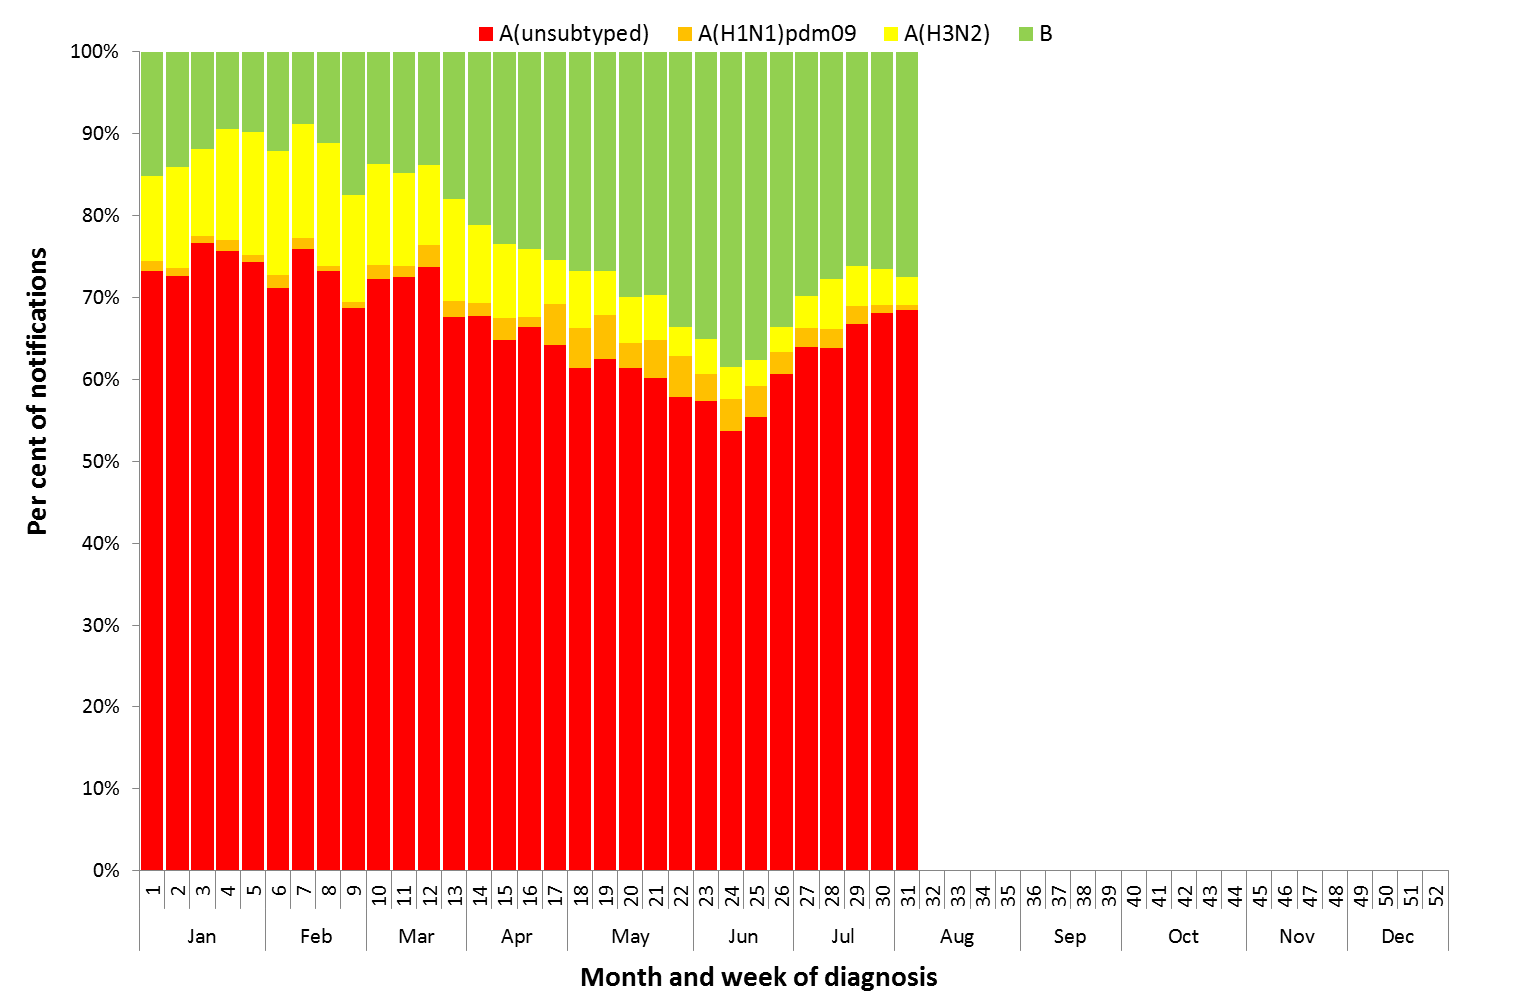 A(unsubtyped) A(H1N1)pdm09 A(H3N2) B
100%
90%
80%
70%
60%
50%
40%
30%
20%
10%
0%
Per cent of notifications
1 2 3 4 5 6 7 8 9 10 11 12 13 14 15 16 17 18 19 20 21 22 23 24 25 26 27 28 29 30 31 32 33 34 35 36 37 38 39 40 41 42 43 44 45 46 47 48 49 50 51 52
Jan Feb Mar Apr May Jun Jul Aug Sep Oct Nov Dec
Month and week of diagnosis